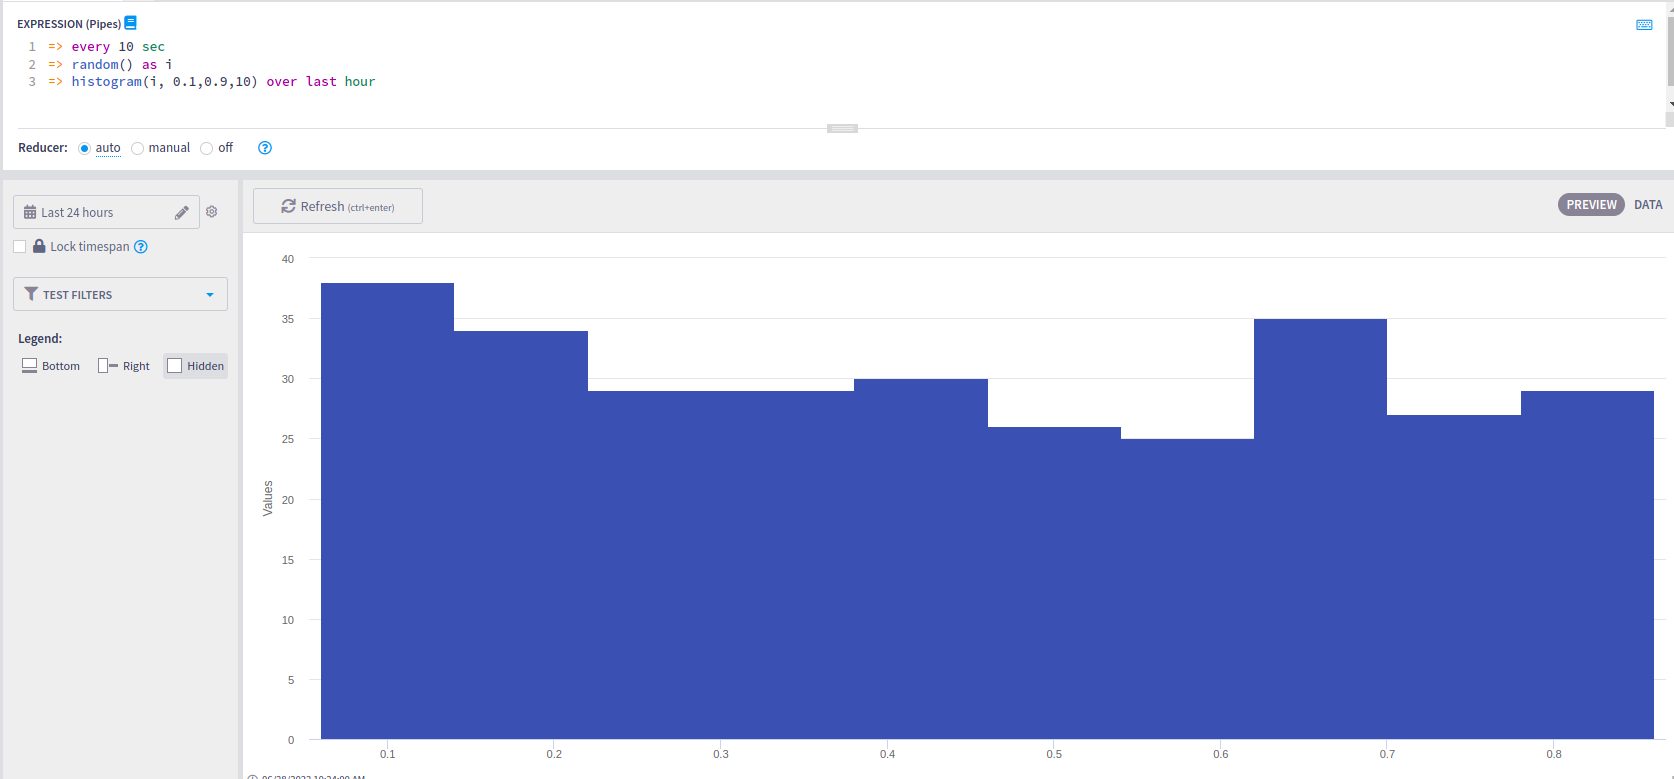 EXPRESSION (Pipes)
1 => every 10 sec
2 => random() as i
3 => histogram(i, 0.1,0.9,10) over last hour
Reducer: auto manual off ?
Last 24 hours
Lock timespan ?
TEST FILTERS
Legend:
Bottom Right Hidden
Refresh (ctrl+enter)
PREVIEW DATA
40
35
30
25
20
15
10
5
0
Values
0.1 0.2 0.3 0.4 0.5 0.6 0.7 0.8